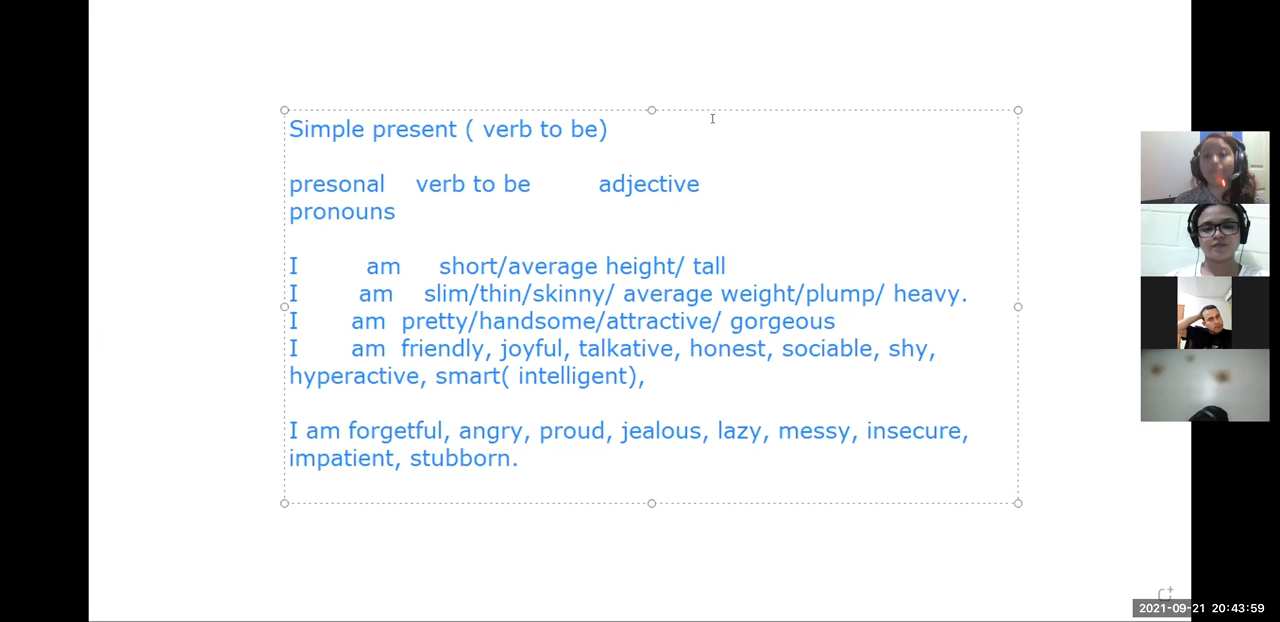 Simple present ( verb to be)
presonal verb to be adjective
pronouns
I am short/average height/ tall
I am slim/thin/skinny/ average weight/plump/ heavy.
I am pretty/handsome/attractive/ gorgeous
I am friendly, joyful, talkative, honest, sociable, shy,
hyperactive, smart( intelligent),
I am forgetful, angry, proud, jealous, lazy, messy, insecure,
impatient, stubborn.
2021-09-21 20:43:59